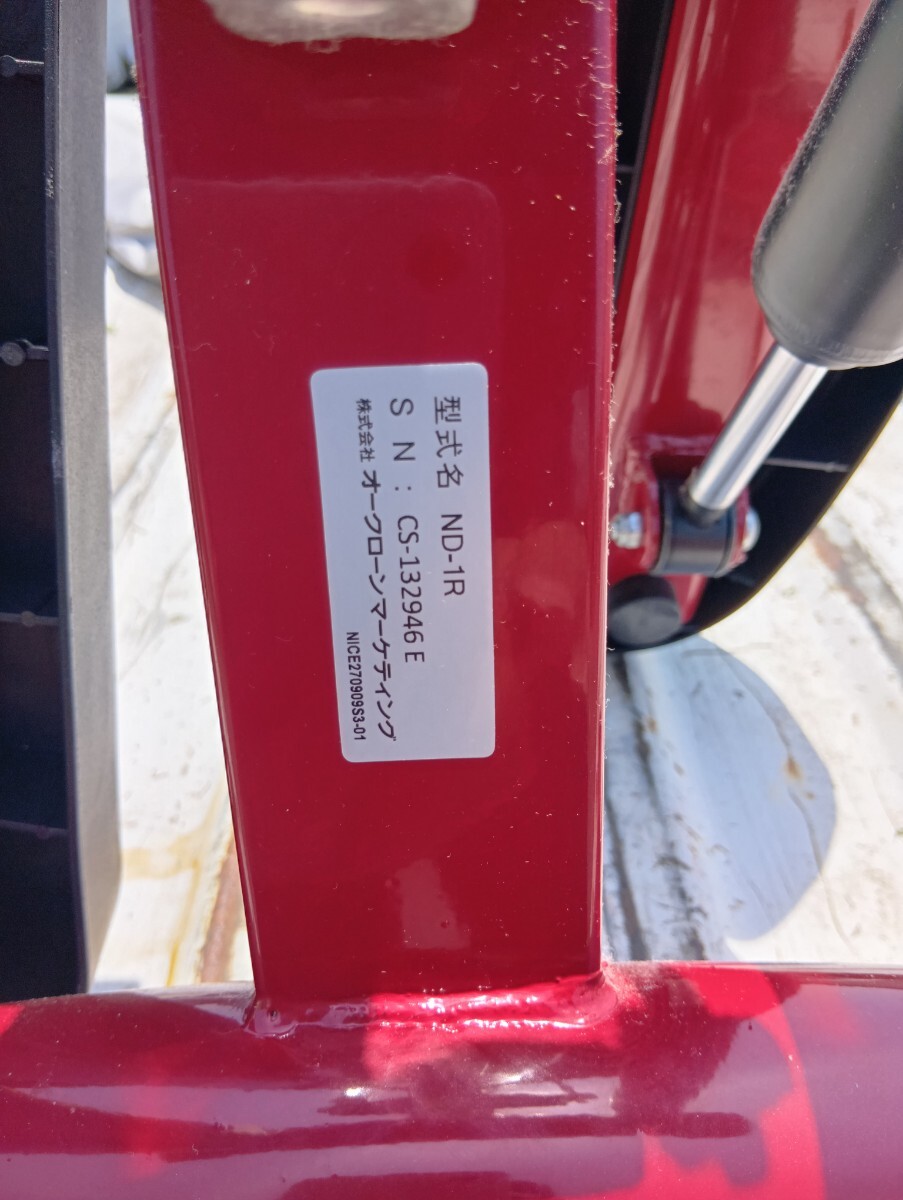 型式名 ND-1R
S N: CS-132946 E
株式会社 オークローンマーケティング
NICE270909S3-01